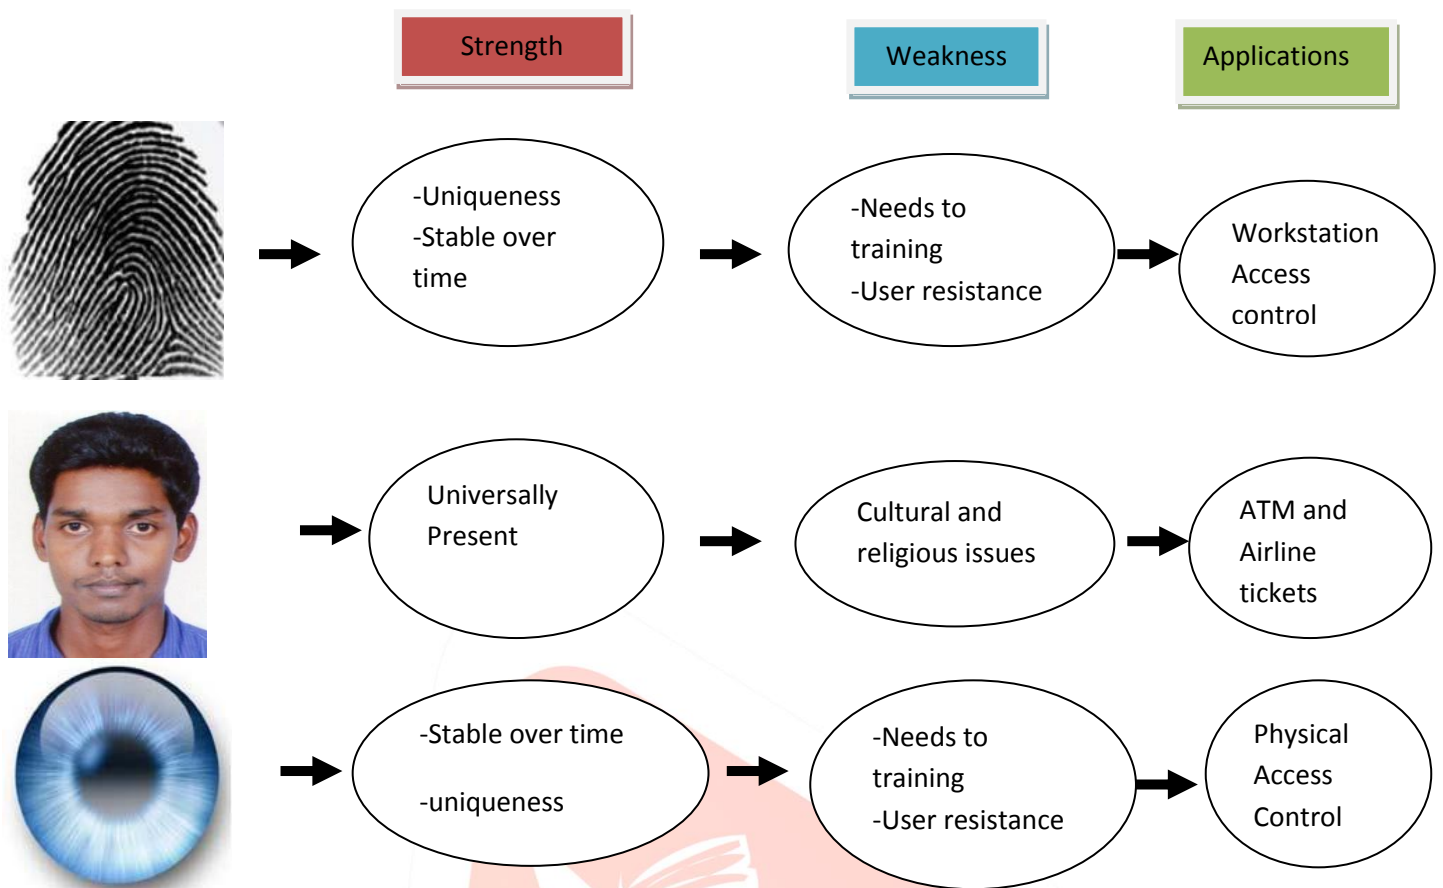 Strength
Weakness
Applications
-Uniqueness
-Stable over
time
-Needs to
training
-User resistance
Workstation
Access
control
Universally
Present
Cultural and
religious issues
ATM and
Airline
tickets
-Stable over time
-uniqueness
-Needs to
training
-User resistance
Physical
Access
Control